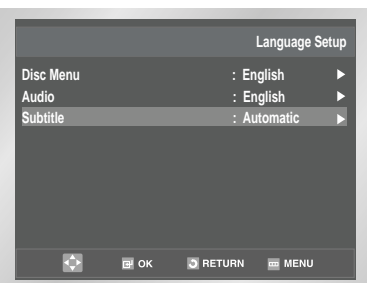 Language Setup
Disc Menu : English ▶
Audio : English ▶
Subtitle : Automatic ▶
OK RETURN MENU